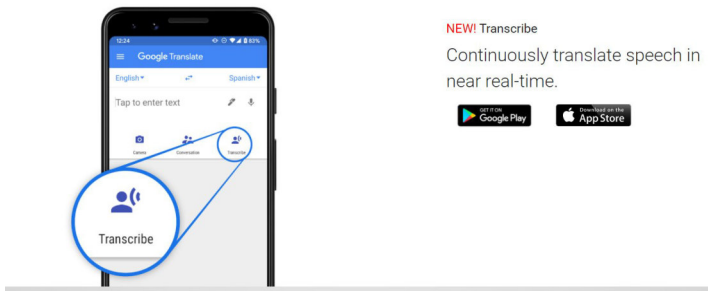 12:24
83%
Google Translate
English
Spanish
Tap to enter text
Camera
Conversation
Transcribe
Transcribe
NEW! Transcribe
Continuously translate speech in
near real-time.
GET IT ON
Google Play
Download on the
App Store